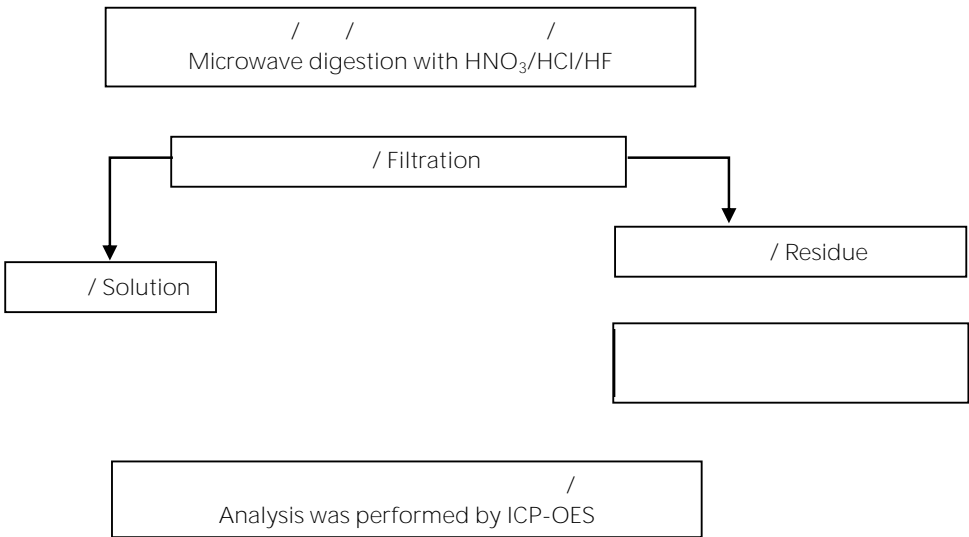 / / /
Microwave digestion with HNO₃/HCl/HF
/ Filtration
/ Residue
/ Solution
/
Analysis was performed by ICP-OES